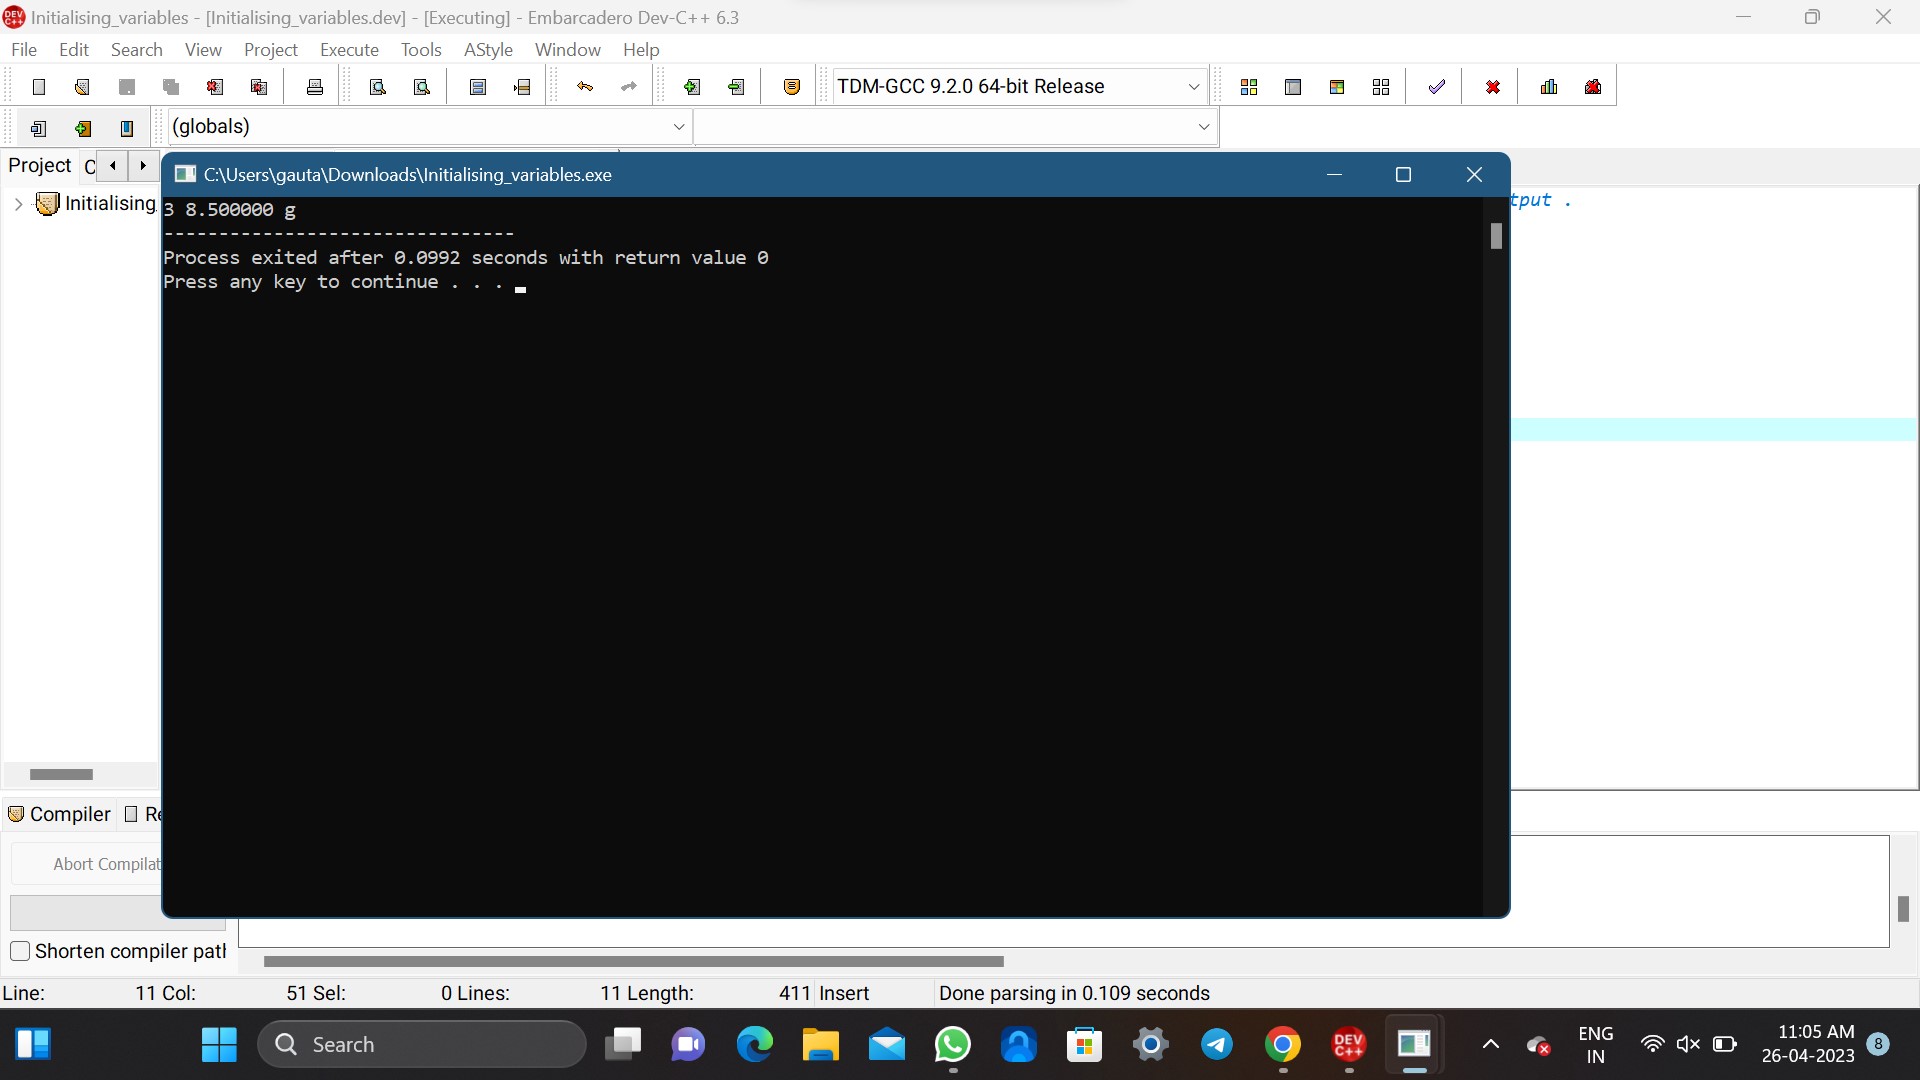 Initialising_variables - [Initialising_variables.dev] - [Executing] - Embarcadero Dev-C++ 6.3
File Edit Search View Project Execute Tools AStyle Window Help
TDM-GCC 9.2.0 64-bit Release
(globals)
Project C
C:\Users\gauta\Downloads\Initialising_variables.exe
Initialising
tput .
3 8.500000 g
--------------------------------
Process exited after 0.0992 seconds with return value 0
Press any key to continue . . .
Compiler Re
Abort Compilat
Shorten compiler path
Line: 11 Col: 51 Sel: 0 Lines: 11 Length: 411 Insert Done parsing in 0.109 seconds
Search
DEV C++
ENG
IN
11:05 AM
26-04-2023
8